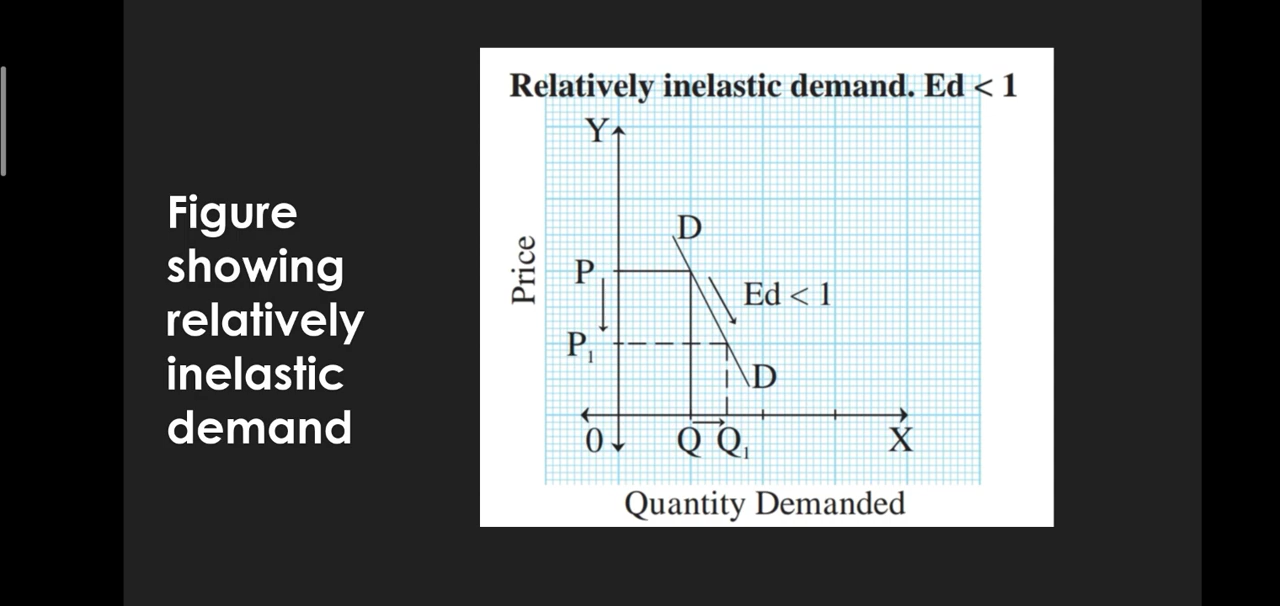 Figure
showing
relatively
inelastic
demand
Relatively inelastic demand. Ed < 1
Y
Price
D
P
Ed < 1
P₁
D
0
Q Q₁
X
Quantity Demanded